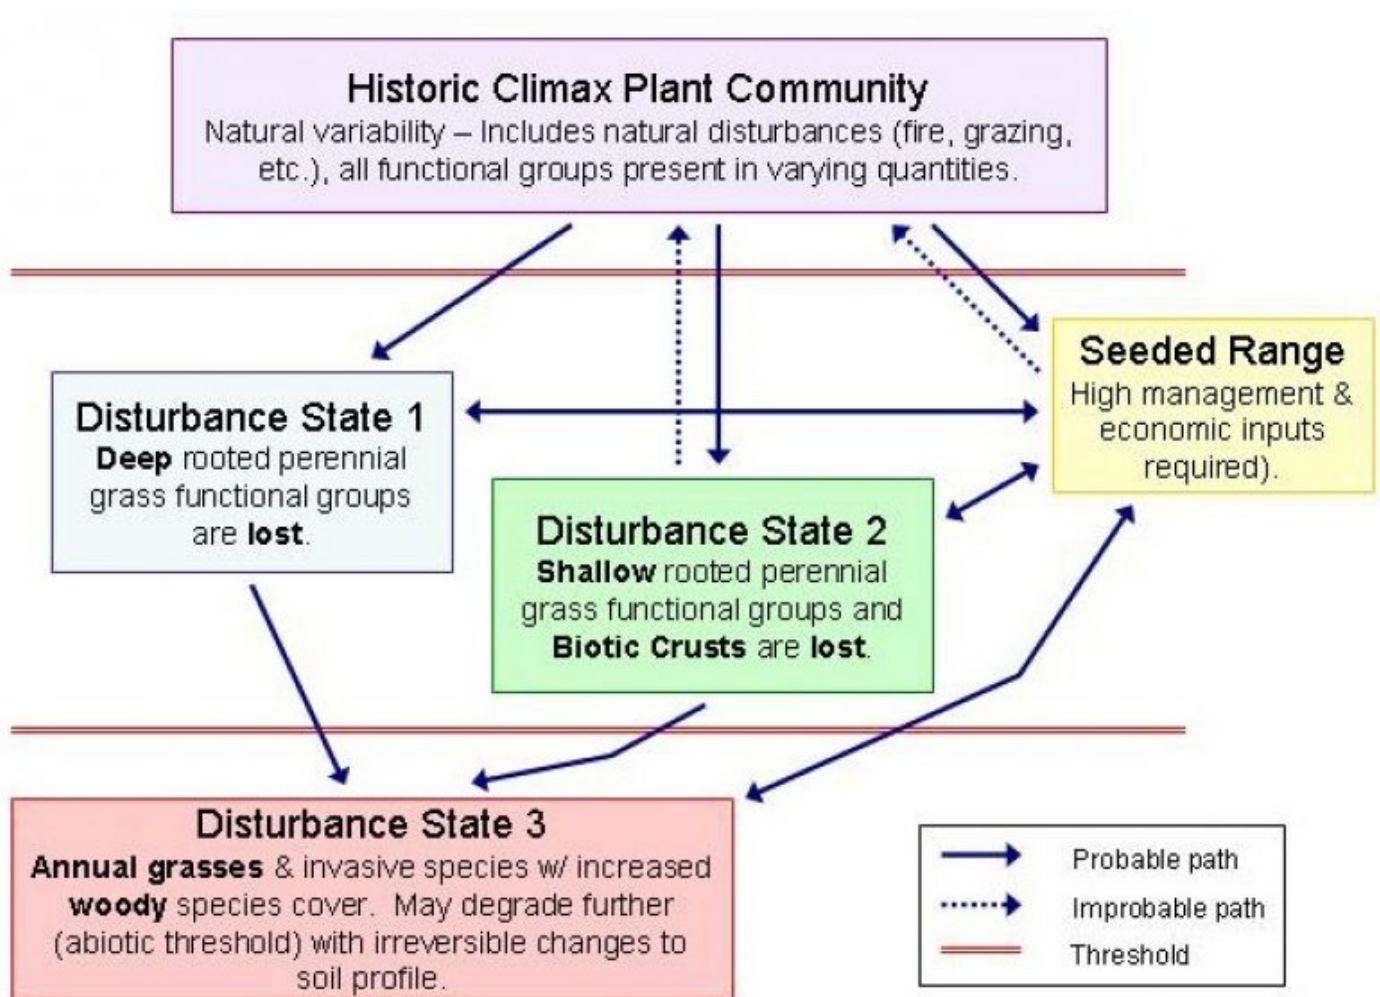 Historic Climax Plant Community
Natural variability – Includes natural disturbances (fire, grazing,
etc.), all functional groups present in varying quantities.
Seeded Range
High management &
economic inputs
required).
Disturbance State 1
Deep rooted perennial
grass functional groups
are lost.
Disturbance State 2
Shallow rooted perennial
grass functional groups and
Biotic Crusts are lost.
Disturbance State 3
Annual grasses & invasive species w/ increased
woody species cover. May degrade further
(abiotic threshold) with irreversible changes to
soil profile.
Probable path
Improbable path
Threshold